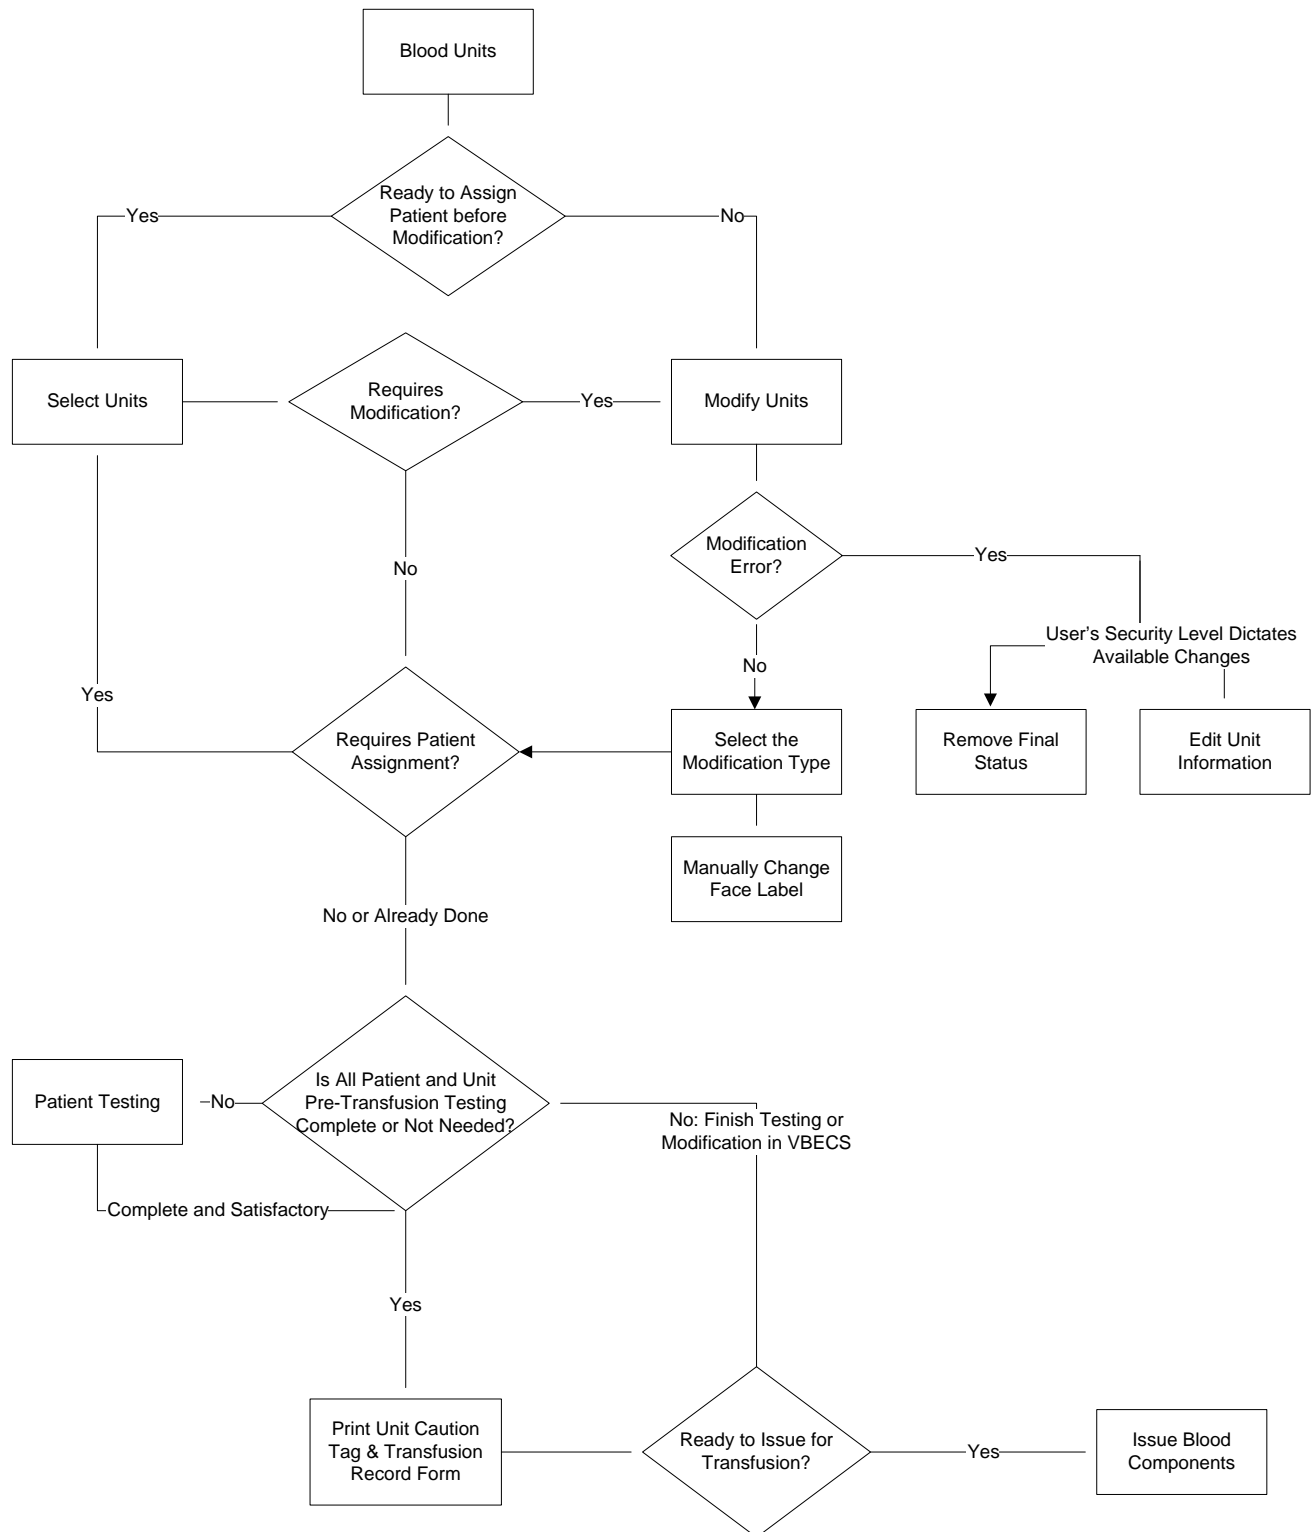 Blood Units
Ready to Assign
Patient before
Modification?
Yes
No
Select Units
Requires
Modification?
Yes
Modify Units
No
Modification
Error?
Yes
User's Security Level Dictates
Available Changes
No
Yes
Requires Patient
Assignment?
Select the
Modification Type
Remove Final
Status
Edit Unit
Information
Manually Change
Face Label
No or Already Done
Patient Testing
No
Is All Patient and Unit
Pre-Transfusion Testing
Complete or Not Needed?
No: Finish Testing or
Modification in VBECS
Complete and Satisfactory
Yes
Print Unit Caution
Tag & Transfusion
Record Form
Ready to Issue for
Transfusion?
Yes
Issue Blood
Components